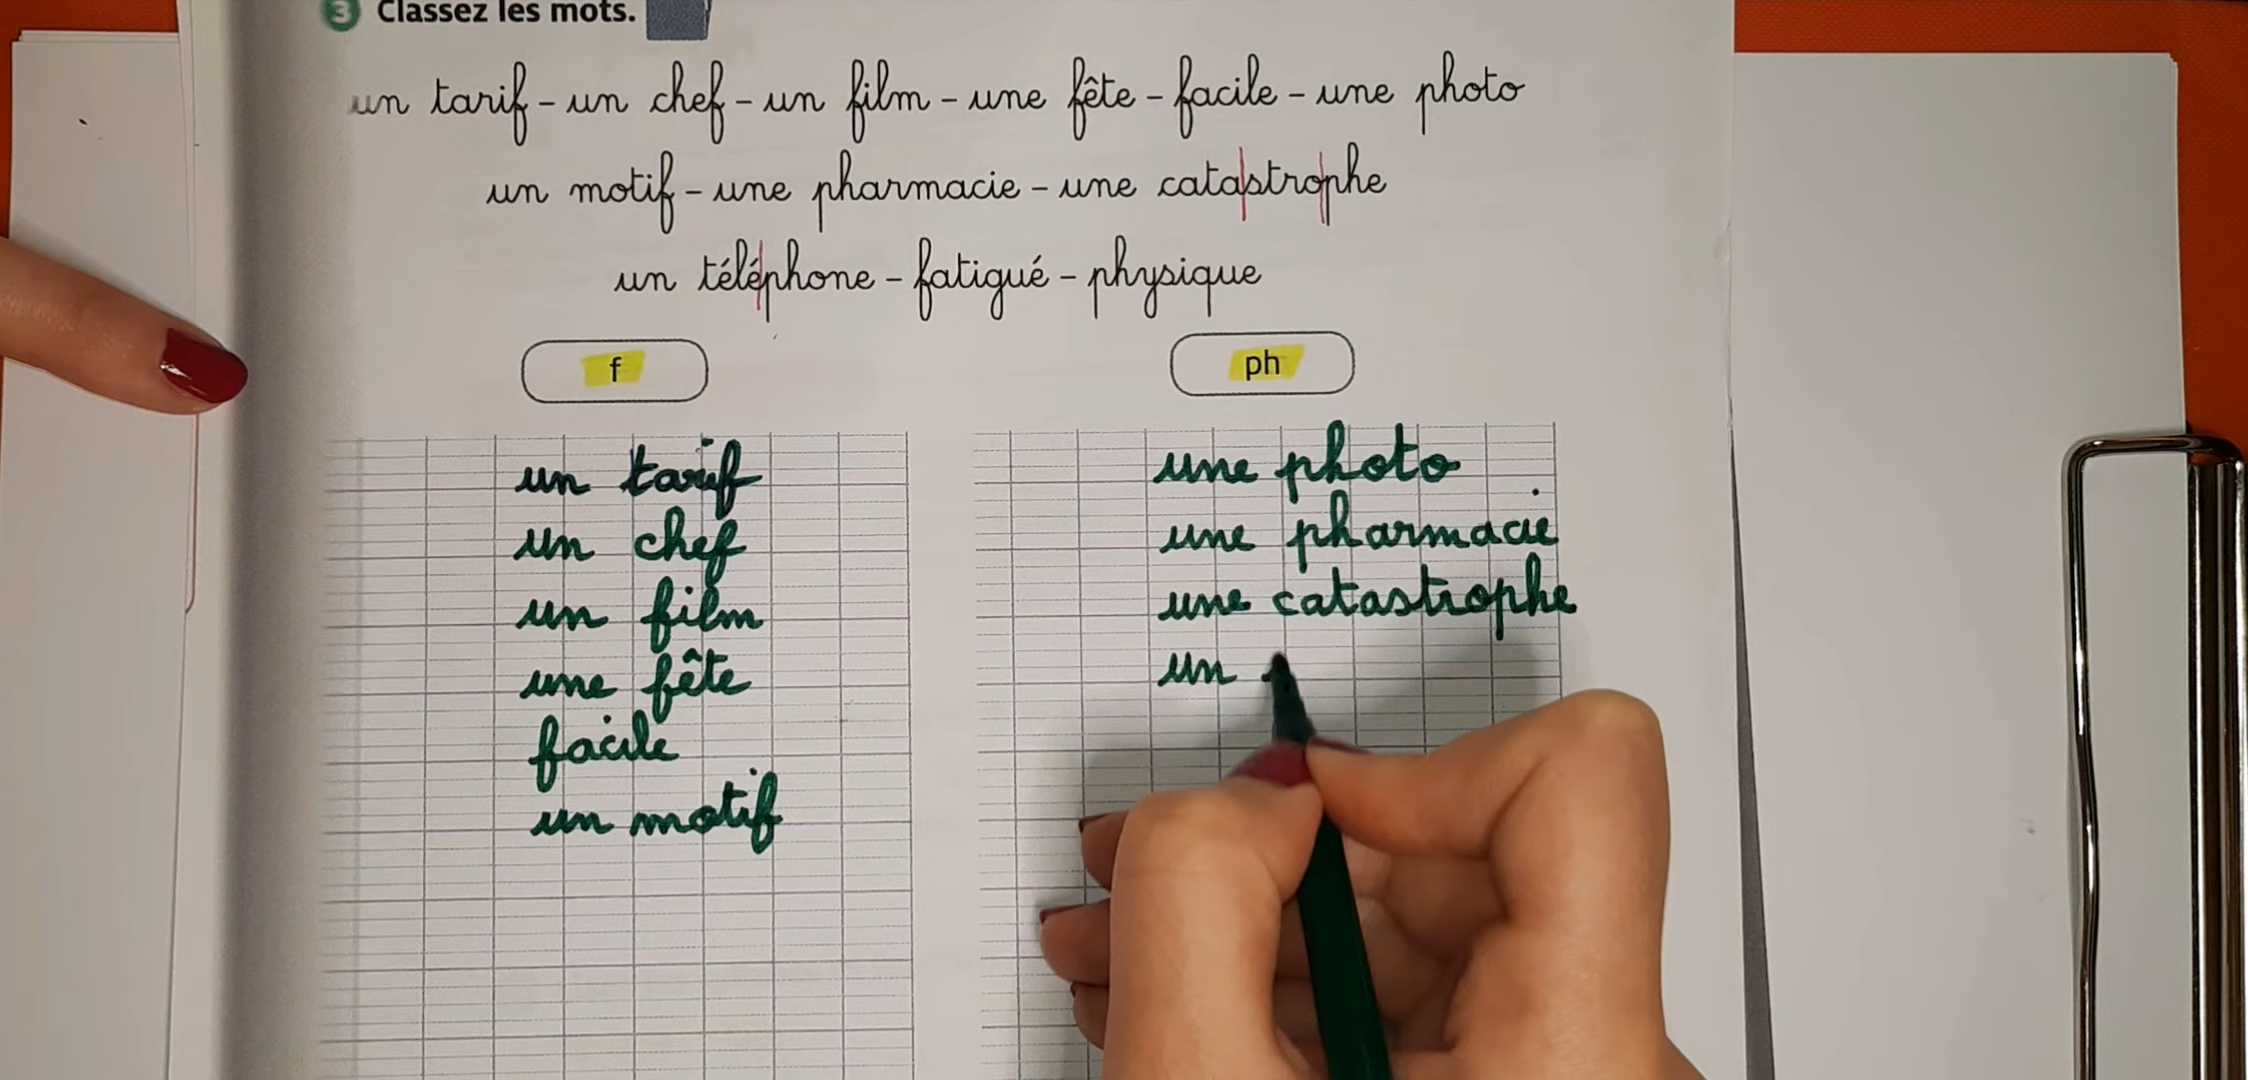 3 Classez les mots.
un tarif - un chef - un film - une fête - facile - une photo
un motif - une pharmacie - une catastrophe
un téléphone - fatigué - physique
f
ph
un tarif
un chef
un film
une fête
facile
un motif
une photo
une pharmacie
une catastrophe
un